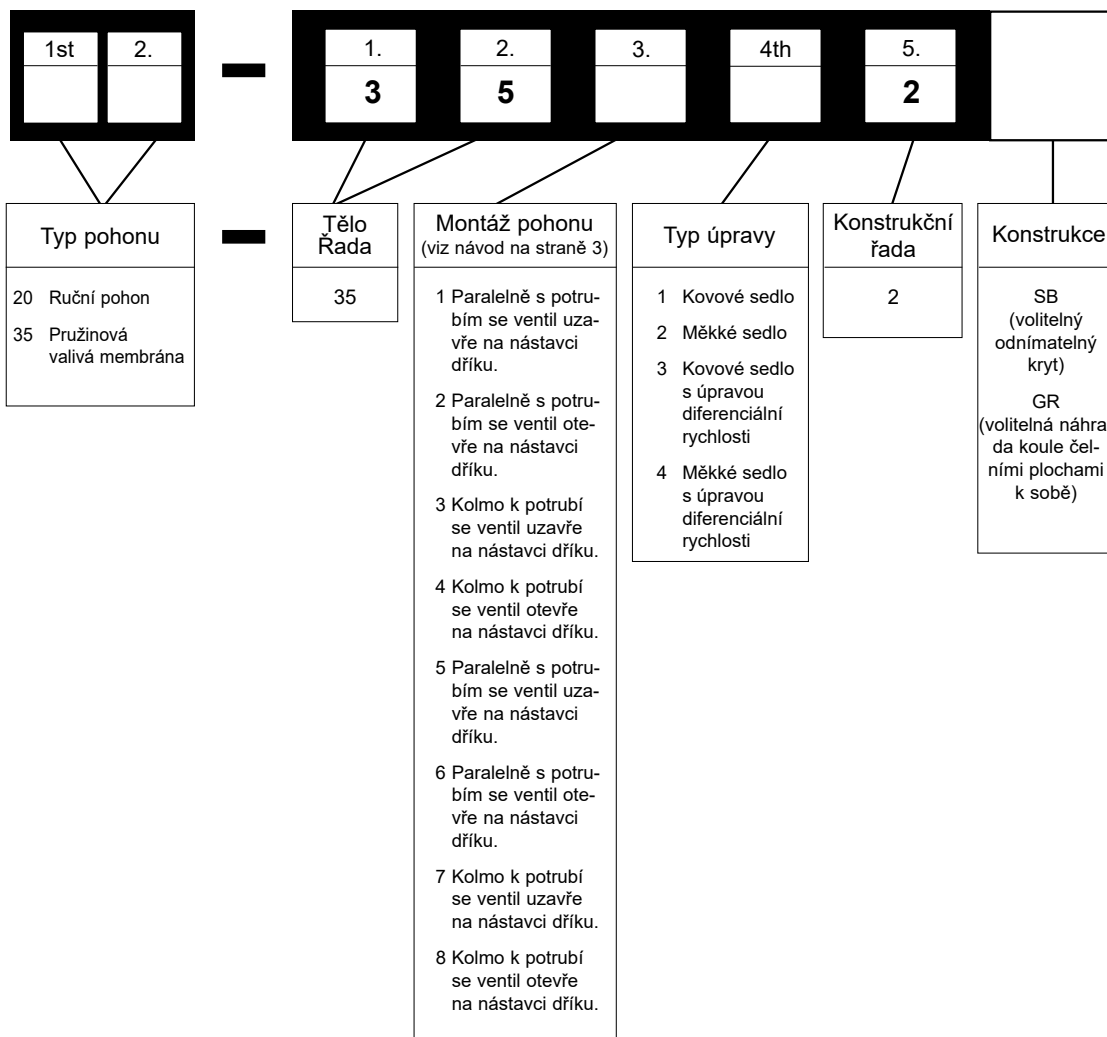 1st
2.
1.
2.
3.
4th
5.
3
5
2
Typ pohonu
20 Ruční pohon
35 Pružinová
valivá membrána
Tělo
Řada
35
Montáž pohonu
(viz návod na straně 3)
1 Paralelně s potru-
bím se ventil uza-
vře na nástavci
dříku.
2 Paralelně s potru-
bím se ventil ote-
vře na nástavci
dříku.
3 Kolmo k potrubí
se ventil uzavře
na nástavci dříku.
4 Kolmo k potrubí
se ventil otevře
na nástavci dříku.
5 Paralelně s potru-
bím se ventil uza-
vře na nástavci
dříku.
6 Paralelně s potru-
bím se ventil ote-
vře na nástavci
dříku.
7 Kolmo k potrubí
se ventil uzavře
na nástavci dříku.
8 Kolmo k potrubí
se ventil otevře
na nástavci dříku.
Typ úpravy
1 Kovové sedlo
2 Měkké sedlo
3 Kovové sedlo
s úpravou
diferenciální
rychlosti
4 Měkké sedlo
s úpravou
diferenciální
rychlosti
Konstrukční
řada
2
Konstrukce
SB
(volitelný
odnímatelný
kryt)
GR
(volitelná náhra
da koule čel-
ními plochami
k sobě)